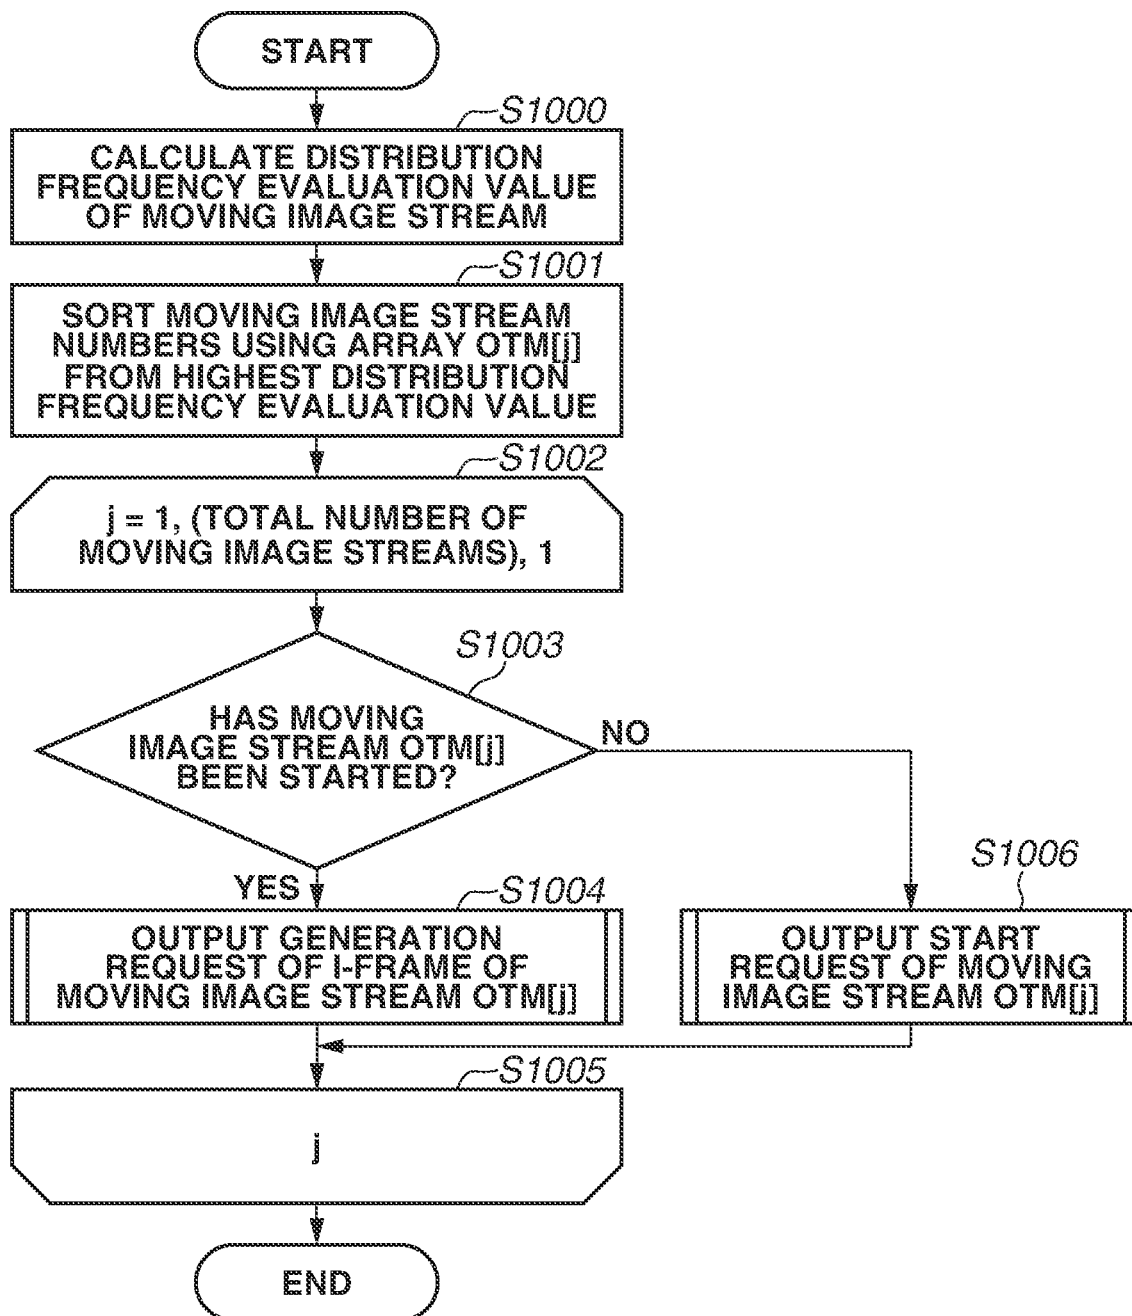 START
S1000
CALCULATE DISTRIBUTION
FREQUENCY EVALUATION VALUE
OF MOVING IMAGE STREAM
S1001
SORT MOVING IMAGE STREAM
NUMBERS USING ARRAY OTM[j]
FROM HIGHEST DISTRIBUTION
FREQUENCY EVALUATION VALUE
S1002
j = 1, (TOTAL NUMBER OF
MOVING IMAGE STREAMS), 1
S1003
HAS MOVING
IMAGE STREAM OTM[j]
BEEN STARTED?
NO
YES
S1004
OUTPUT GENERATION
REQUEST OF I-FRAME OF
MOVING IMAGE STREAM OTM[j]
S1006
OUTPUT START
REQUEST OF MOVING
IMAGE STREAM OTM[j]
S1005
j
END